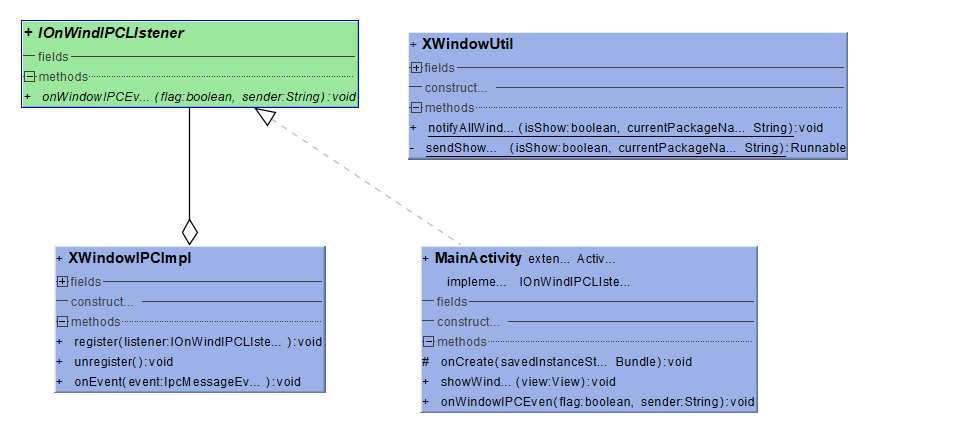 + IOnWindIPCLIstener
fields
methods
+ onWindowIPCEv... (flag:boolean, sender:String):void
+ XWindowUtil
fields
construct...
methods
+ notifyAllWind... (isShow:boolean, currentPackageNa... String):void
- sendShow... (isShow:boolean, currentPackageNa... String):Runnable
+ XWindowIPCImpl
fields
construct...
methods
+ register(listener:IOnWindIPCLIste... ):void
+ unregister():void
+ onEvent(event:IpcMessageEv... ):void
+ MainActivity exten... Activ...
impleme... IOnWindIPCLIste...
fields
construct...
methods
# onCreate(savedInstanceSt... Bundle):void
+ showWind... (view:View):void
+ onWindowIPCEven(flag:boolean, sender:String):void